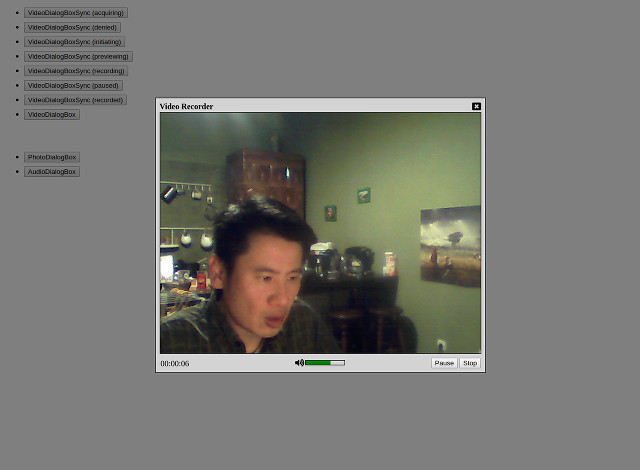 VideoDialogBoxSync (acquiring)
VideoDialogBoxSync (denied)
VideoDialogBoxSync (initiating)
VideoDialogBoxSync (previewing)
VideoDialogBoxSync (recording)
VideoDialogBoxSync (paused)
VideoDialogBoxSync (recorded)
VideoDialogBox
PhotoDialogBox
AudioDialogBox
Video Recorder
00:00:06
Pause Stop